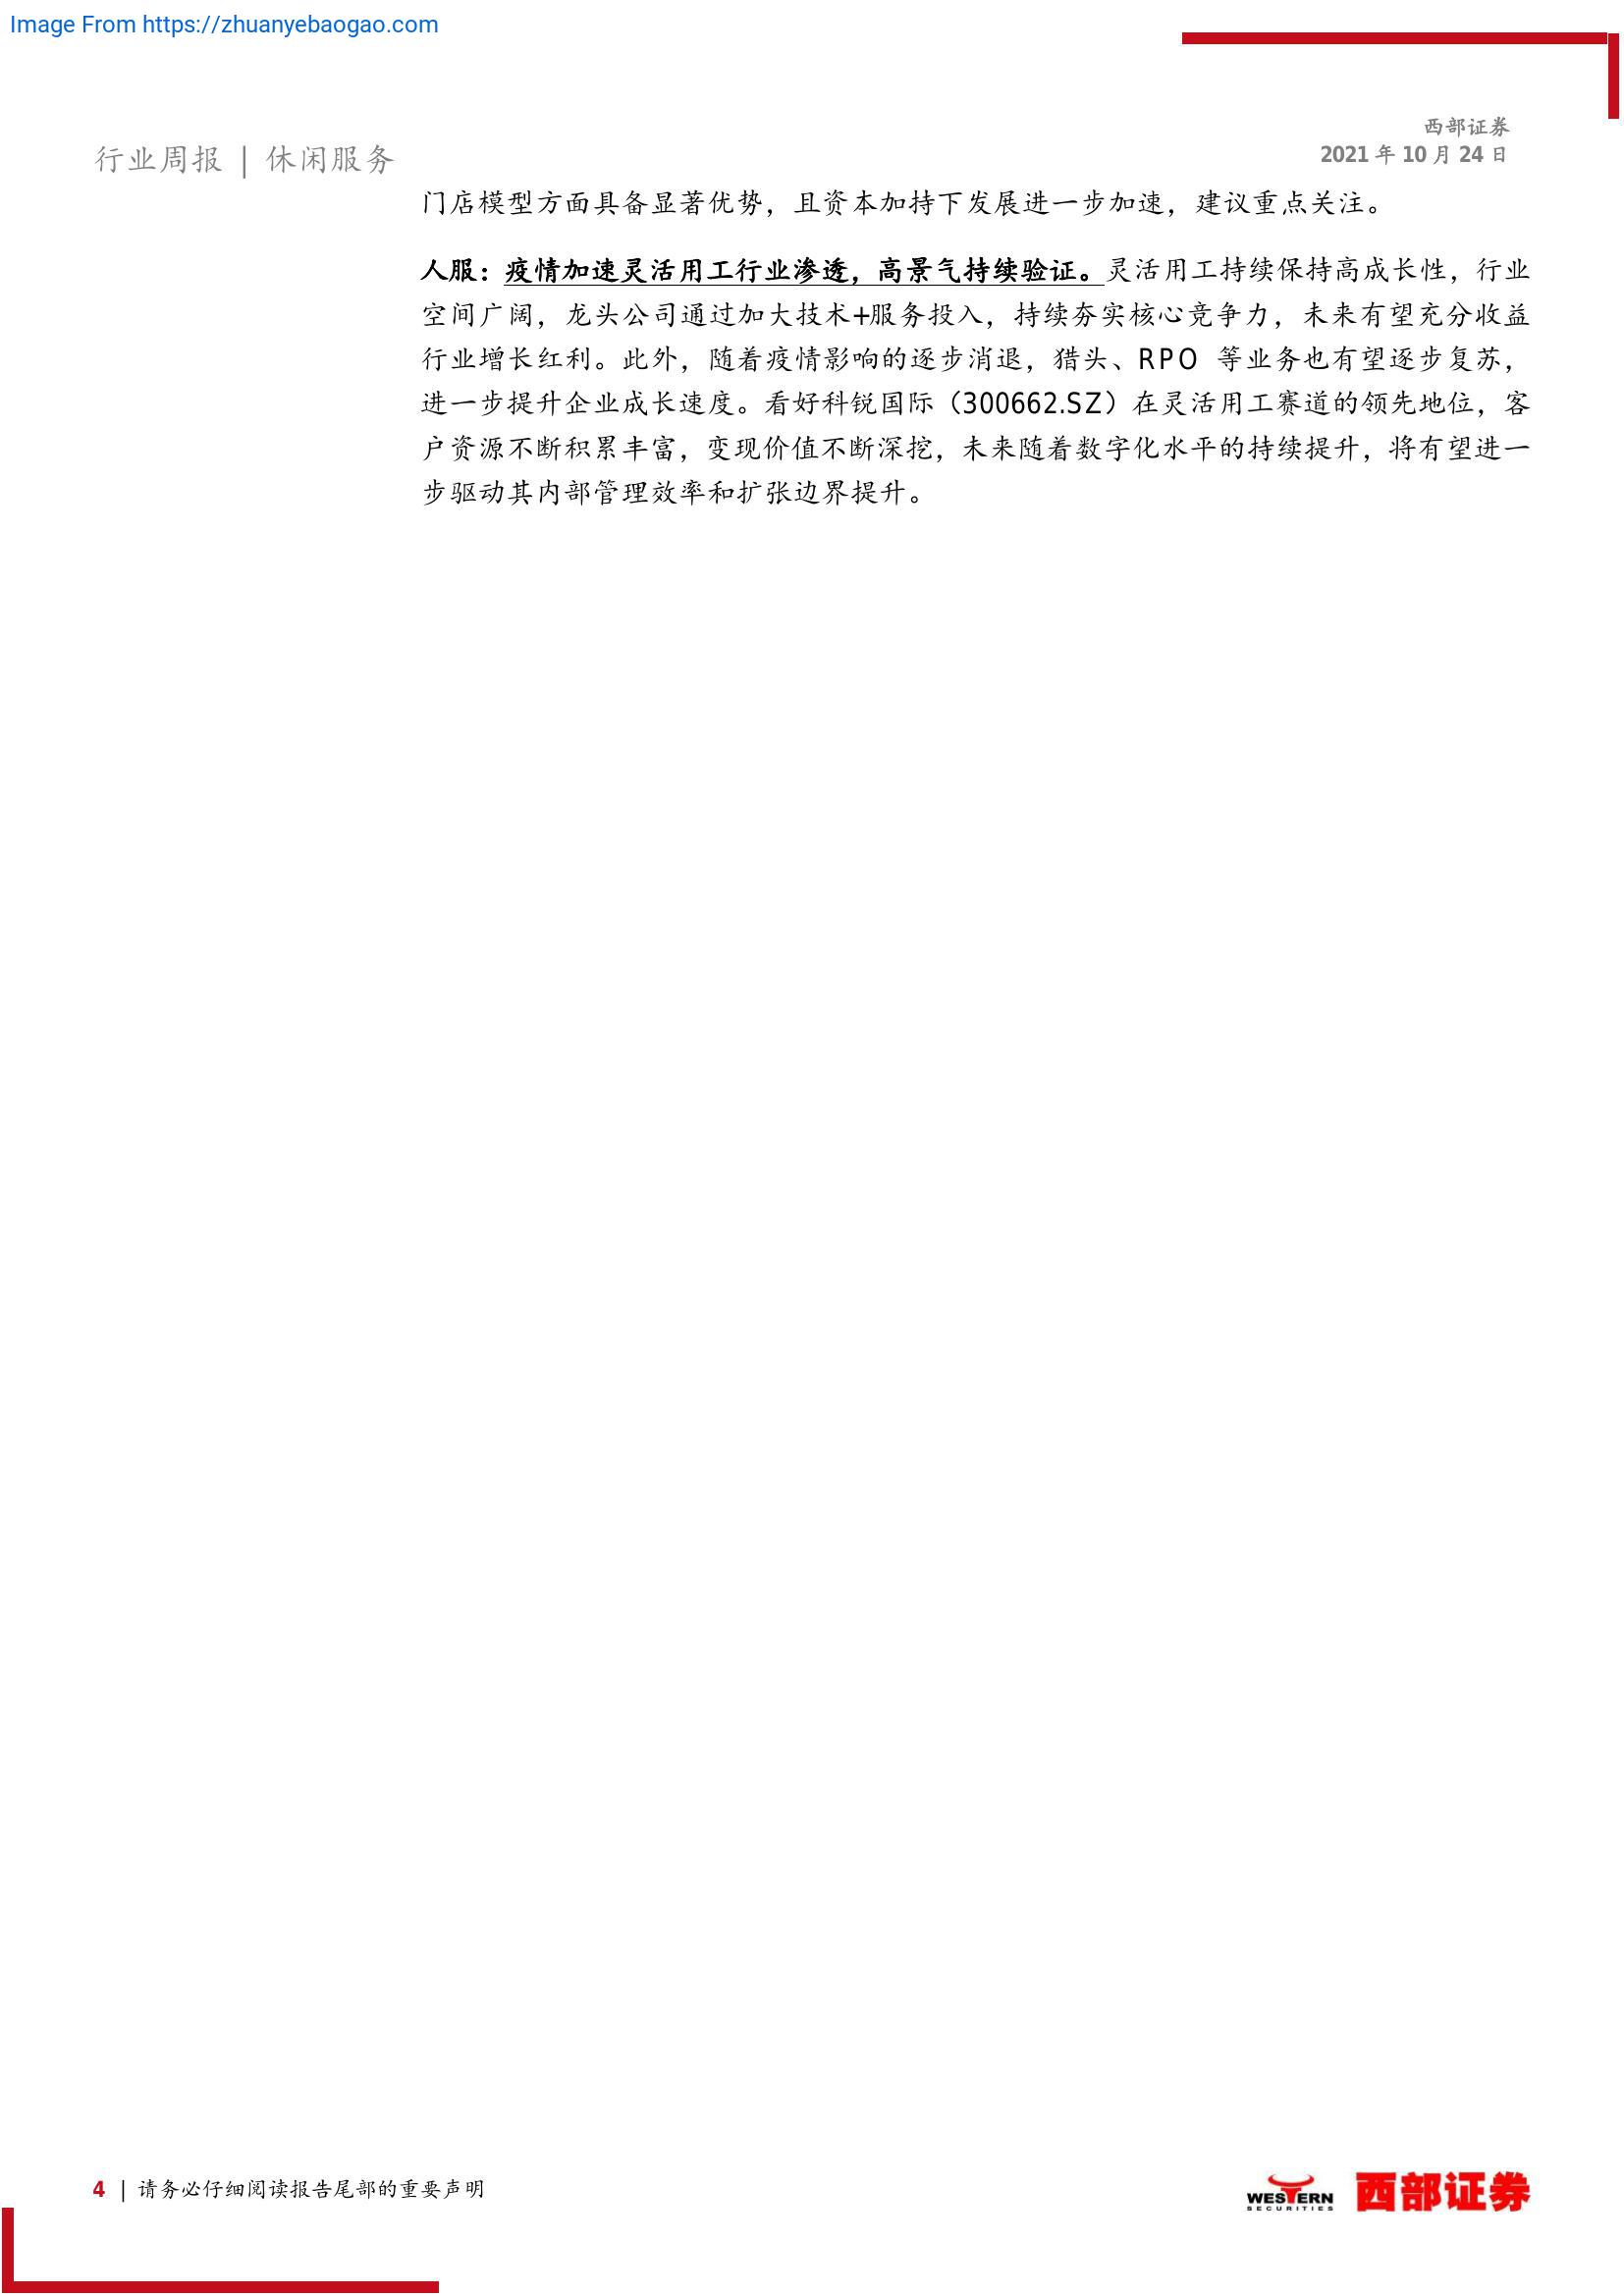 Image From https://zhuanyebaogao.com
西部证券
2021 年 10 月 24 日
行业周报 | 休闲服务
门店模型方面具备显著优势，且资本加持下发展进一步加速，建议重点关注。
人服：疫情加速灵活用工行业渗透，高景气持续验证。灵活用工持续保持高成长性，行业
空间广阔，龙头公司通过加大技术+服务投入，持续夯实核心竞争力，未来有望充分收益
行业增长红利。此外，随着疫情影响的逐步消退，猎头、RPO 等业务也有望逐步复苏，
进一步提升企业成长速度。看好科锐国际（300662.SZ）在灵活用工赛道的领先地位，客
户资源不断积累丰富，变现价值不断深挖，未来随着数字化水平的持续提升，将有望进一
步驱动其内部管理效率和扩张边界提升。
4 | 请务必仔细阅读报告尾部的重要声明
WESTERN
SECURITIES
西部证券